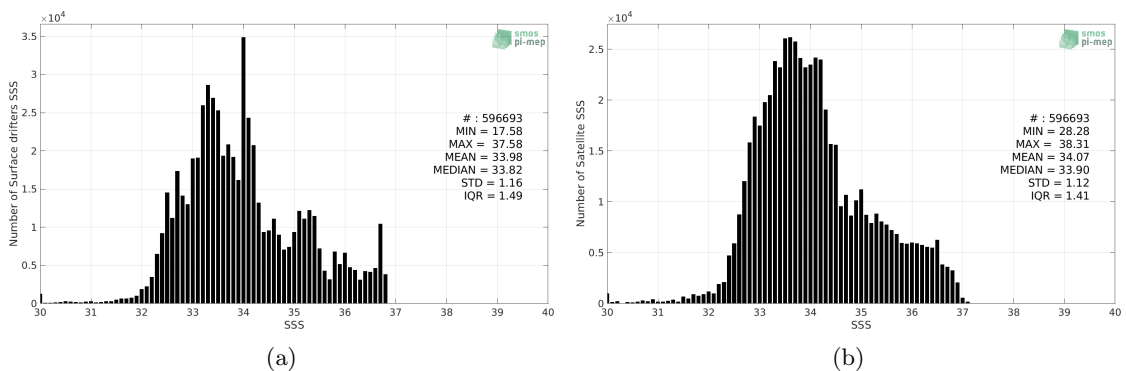 ×10⁴
3.5
3
2.5
2
1.5
1
0.5
0
30 31 32 33 34 35 36 37 38 39 40
SSS
Number of Surface drifters SSS
smos
pi-mep
# : 596693
MIN = 17.58
MAX = 37.58
MEAN = 33.98
MEDIAN = 33.82
STD = 1.16
IQR = 1.49
(a)
×10⁴
2.5
2
1.5
1
0.5
0
30 31 32 33 34 35 36 37 38 39 40
SSS
Number of Satellite SSS
smos
pi-mep
# : 596693
MIN = 28.28
MAX = 38.31
MEAN = 34.07
MEDIAN = 33.90
STD = 1.12
IQR = 1.41
(b)